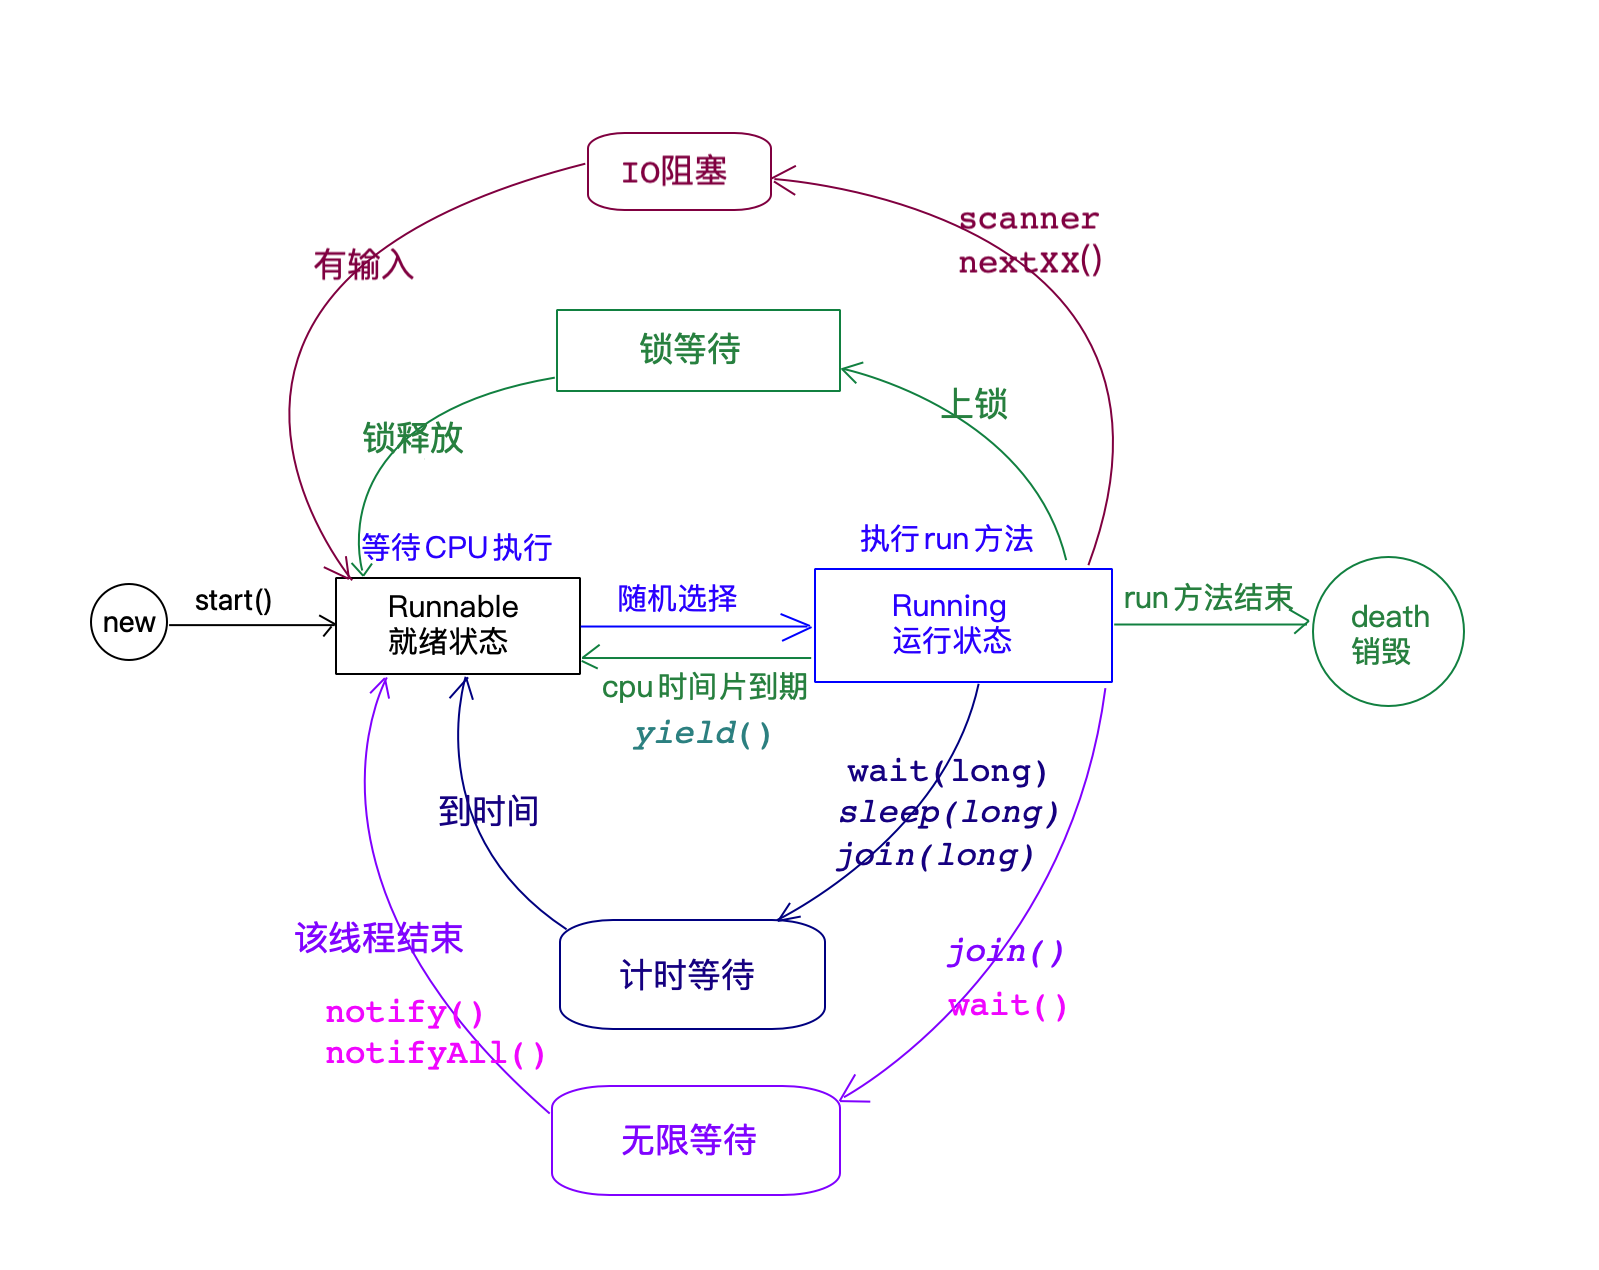 IO阻塞
scanner
nextXX()
有输入
锁等待
上锁
锁释放
等待CPU执行
执行run方法
new
start()
Runnable
就绪状态
随机选择
Running
运行状态
run方法结束
death
销毁
cpu时间片到期
yield()
wait(long)
sleep(long)
join(long)
到时间
该线程结束
计时等待
join()
wait()
notify()
notifyAll()
无限等待